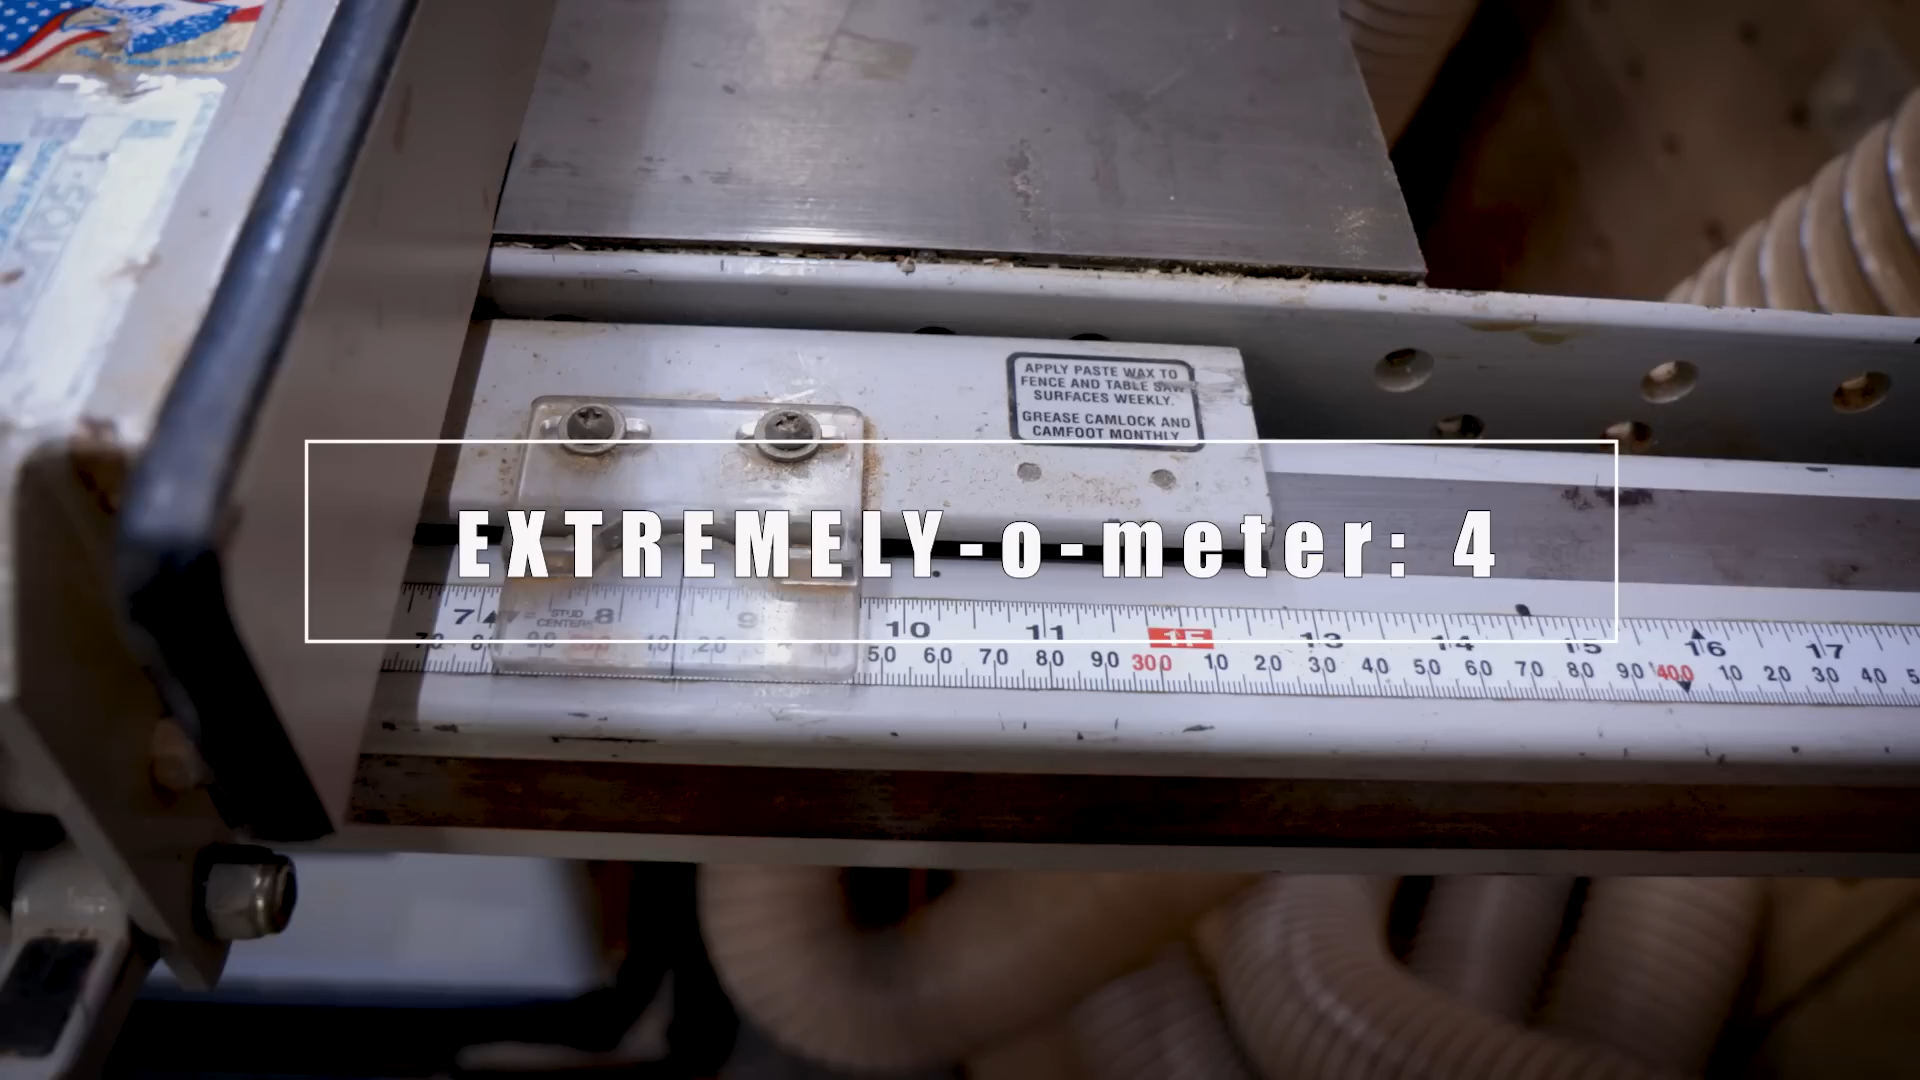 APPLY PASTE WAX TO
FENCE AND TABLE SAW
SURFACES WEEKLY.
GREASE CAMLOCK AND
CAMFOOT MONTHLY
EXTREMELY-o-meter: 4
7 STUD CENTERS 8 9 10 11 1F 13 14 15 16 17
10 20 50 60 70 80 90 300 10 20 30 40 50 60 70 80 90 400 10 20 30 40